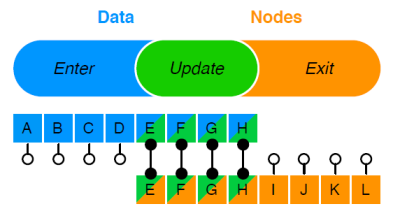 Data Nodes
Enter Update Exit
A B C D E F G H
E F G H I J K L